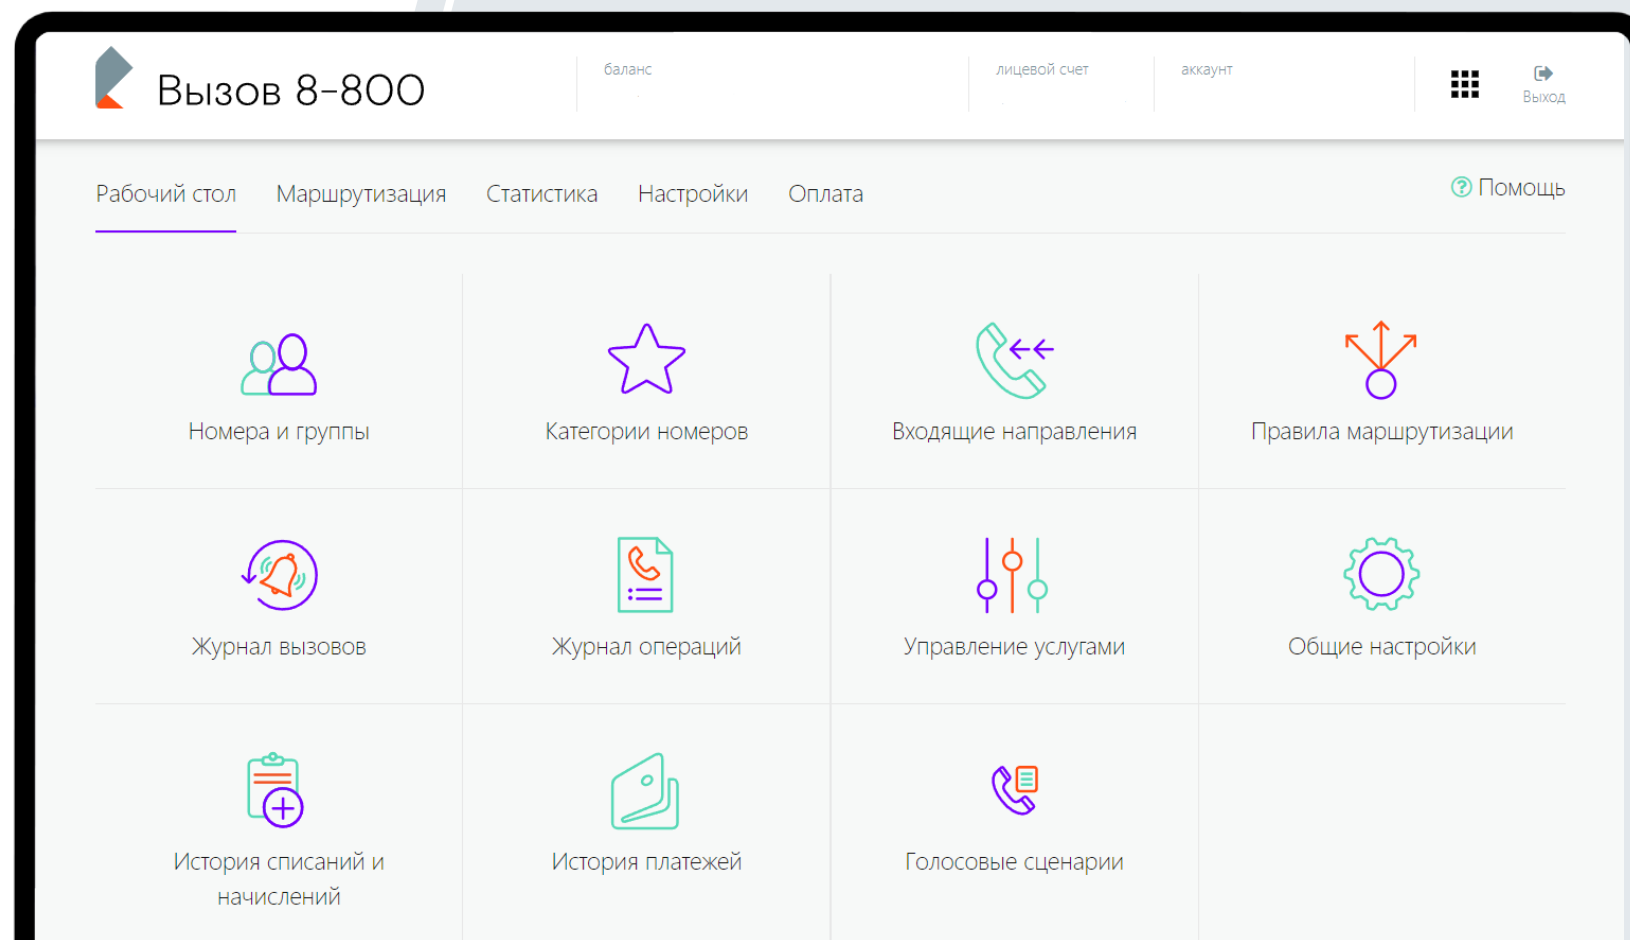 Вызов 8-800
баланс
лицевой счет
аккаунт
Выход
Рабочий стол
Маршрутизация
Статистика
Настройки
Оплата
Помощь
Номера и группы
Категории номеров
Входящие направления
Правила маршрутизации
Журнал вызовов
Журнал операций
Управление услугами
Общие настройки
История списаний и
начислений
История платежей
Голосовые сценарии